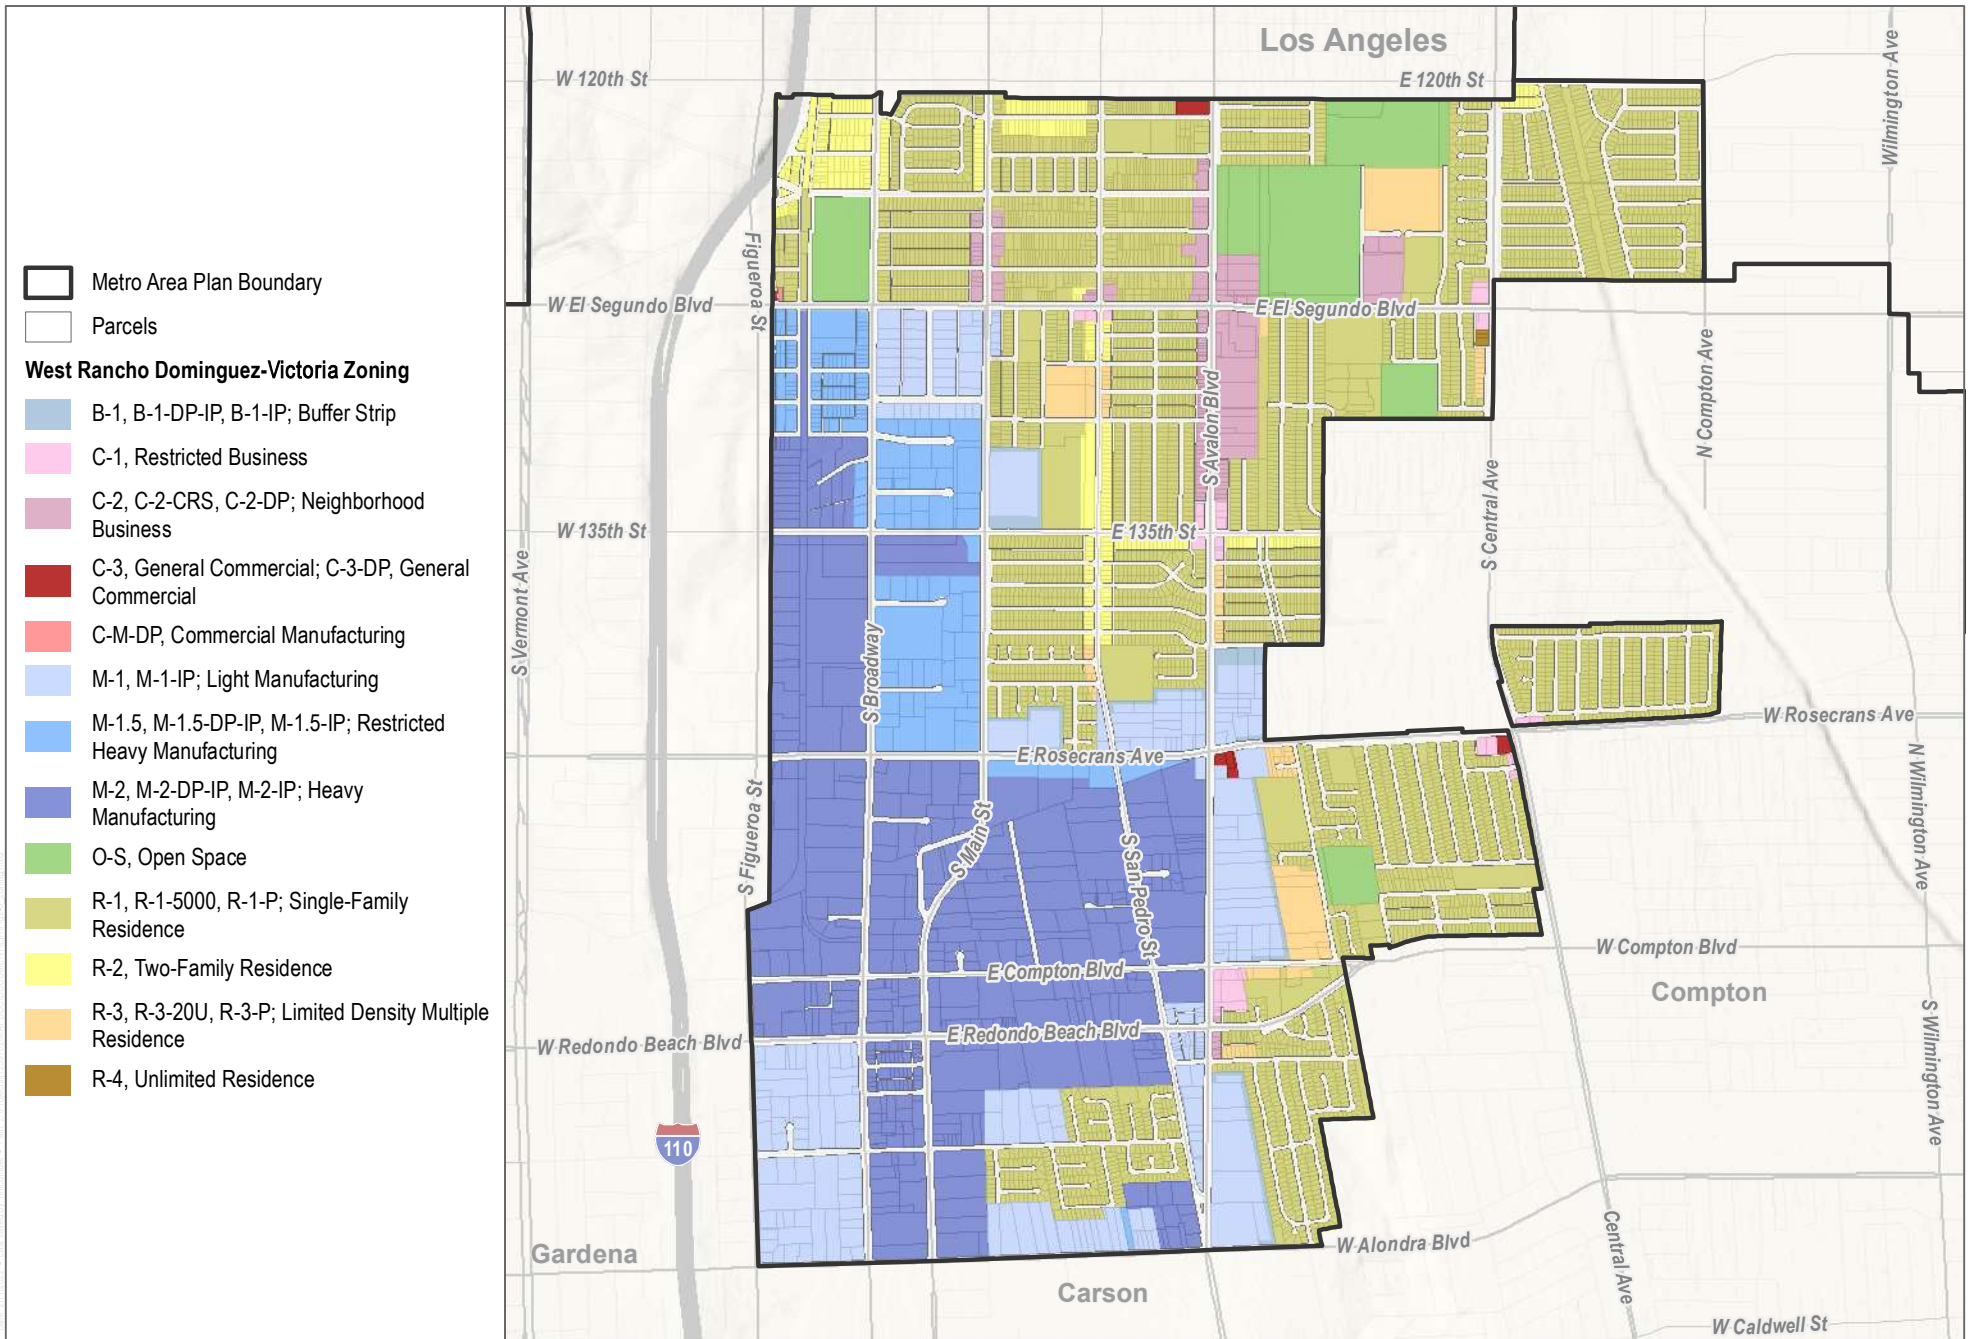 Metro Area Plan Boundary
Parcels
West Rancho Dominguez-Victoria Zoning
B-1, B-1-DP-IP, B-1-IP; Buffer Strip
C-1, Restricted Business
C-2, C-2-CRS, C-2-DP; Neighborhood
Business
C-3, General Commercial; C-3-DP, General
Commercial
C-M-DP, Commercial Manufacturing
M-1, M-1-IP; Light Manufacturing
M-1.5, M-1.5-DP-IP, M-1.5-IP; Restricted
Heavy Manufacturing
M-2, M-2-DP-IP, M-2-IP; Heavy
Manufacturing
O-S, Open Space
R-1, R-1-5000, R-1-P; Single-Family
Residence
R-2, Two-Family Residence
R-3, R-3-20U, R-3-P; Limited Density Multiple
Residence
R-4, Unlimited Residence
Los Angeles
W 120th St
E 120th St
Wilmington Ave
Figueroa St
W El Segundo Blvd
E El Segundo Blvd
N Compton Ave
S Avalon Blvd
W 135th St
E 135th St
S Central Ave
S Vermont Ave
S Broadway
W Rosecrans Ave
E Rosecrans Ave
N Wilmington Ave
S Figueroa St
S Main St
S San Pedro St
W Compton Blvd
E Compton Blvd
Compton
W Redondo Beach Blvd
E Redondo Beach Blvd
S Wilmington Ave
110
Gardena
W Alondra Blvd
Central Ave
Carson
W Caldwell St